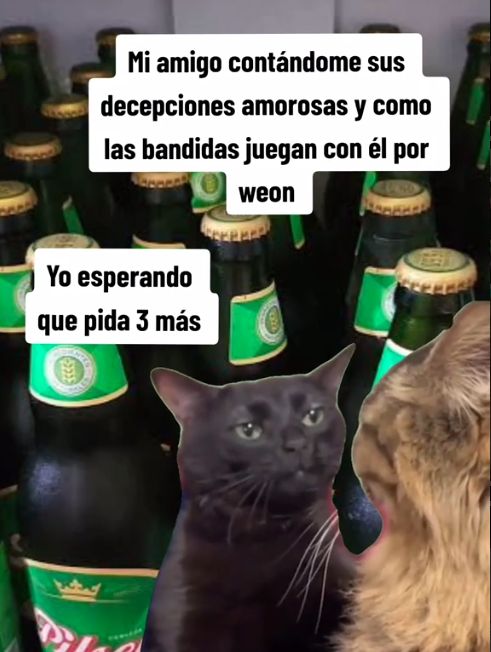 Mi amigo contándome sus
decepciones amorosas y como
las bandidas juegan con él por
weon
Yo esperando
que pida 3 más
CERVEZA